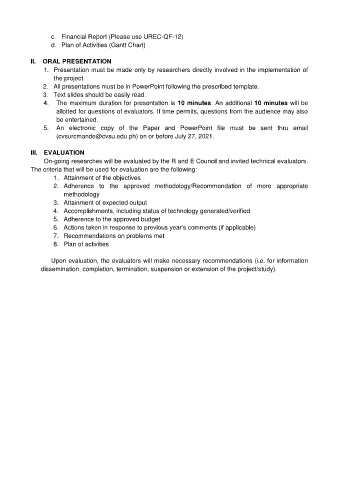 c. Financial Report (Please use UREC-QF-12)
d. Plan of Activities (Gantt Chart)
II. ORAL PRESENTATION
1. Presentation must be made only by researchers directly involved in the implementation of
the project.
2. All presentations must be in PowerPoint following the prescribed template.
3. Text slides should be easily read.
4. The maximum duration for presentation is 10 minutes. An additional 10 minutes will be
allotted for questions of evaluators. If time permits, questions from the audience may also
be entertained.
5. An electronic copy of the Paper and PowerPoint file must be sent thru email
(cvsurcmande@cvsu.edu.ph) on or before July 27, 2021.
III. EVALUATION
On-going researches will be evaluated by the R and E Council and invited technical evaluators.
The criteria that will be used for evaluation are the following:
1. Attainment of the objectives
2. Adherence to the approved methodology/Recommendation of more appropriate
methodology
3. Attainment of expected output
4. Accomplishments, including status of technology generated/verified
5. Adherence to the approved budget
6. Actions taken in response to previous year's comments (if applicable)
7. Recommendations on problems met
8. Plan of activities
Upon evaluation, the evaluators will make necessary recommendations (i.e. for information
dissemination, completion, termination, suspension or extension of the project/study).